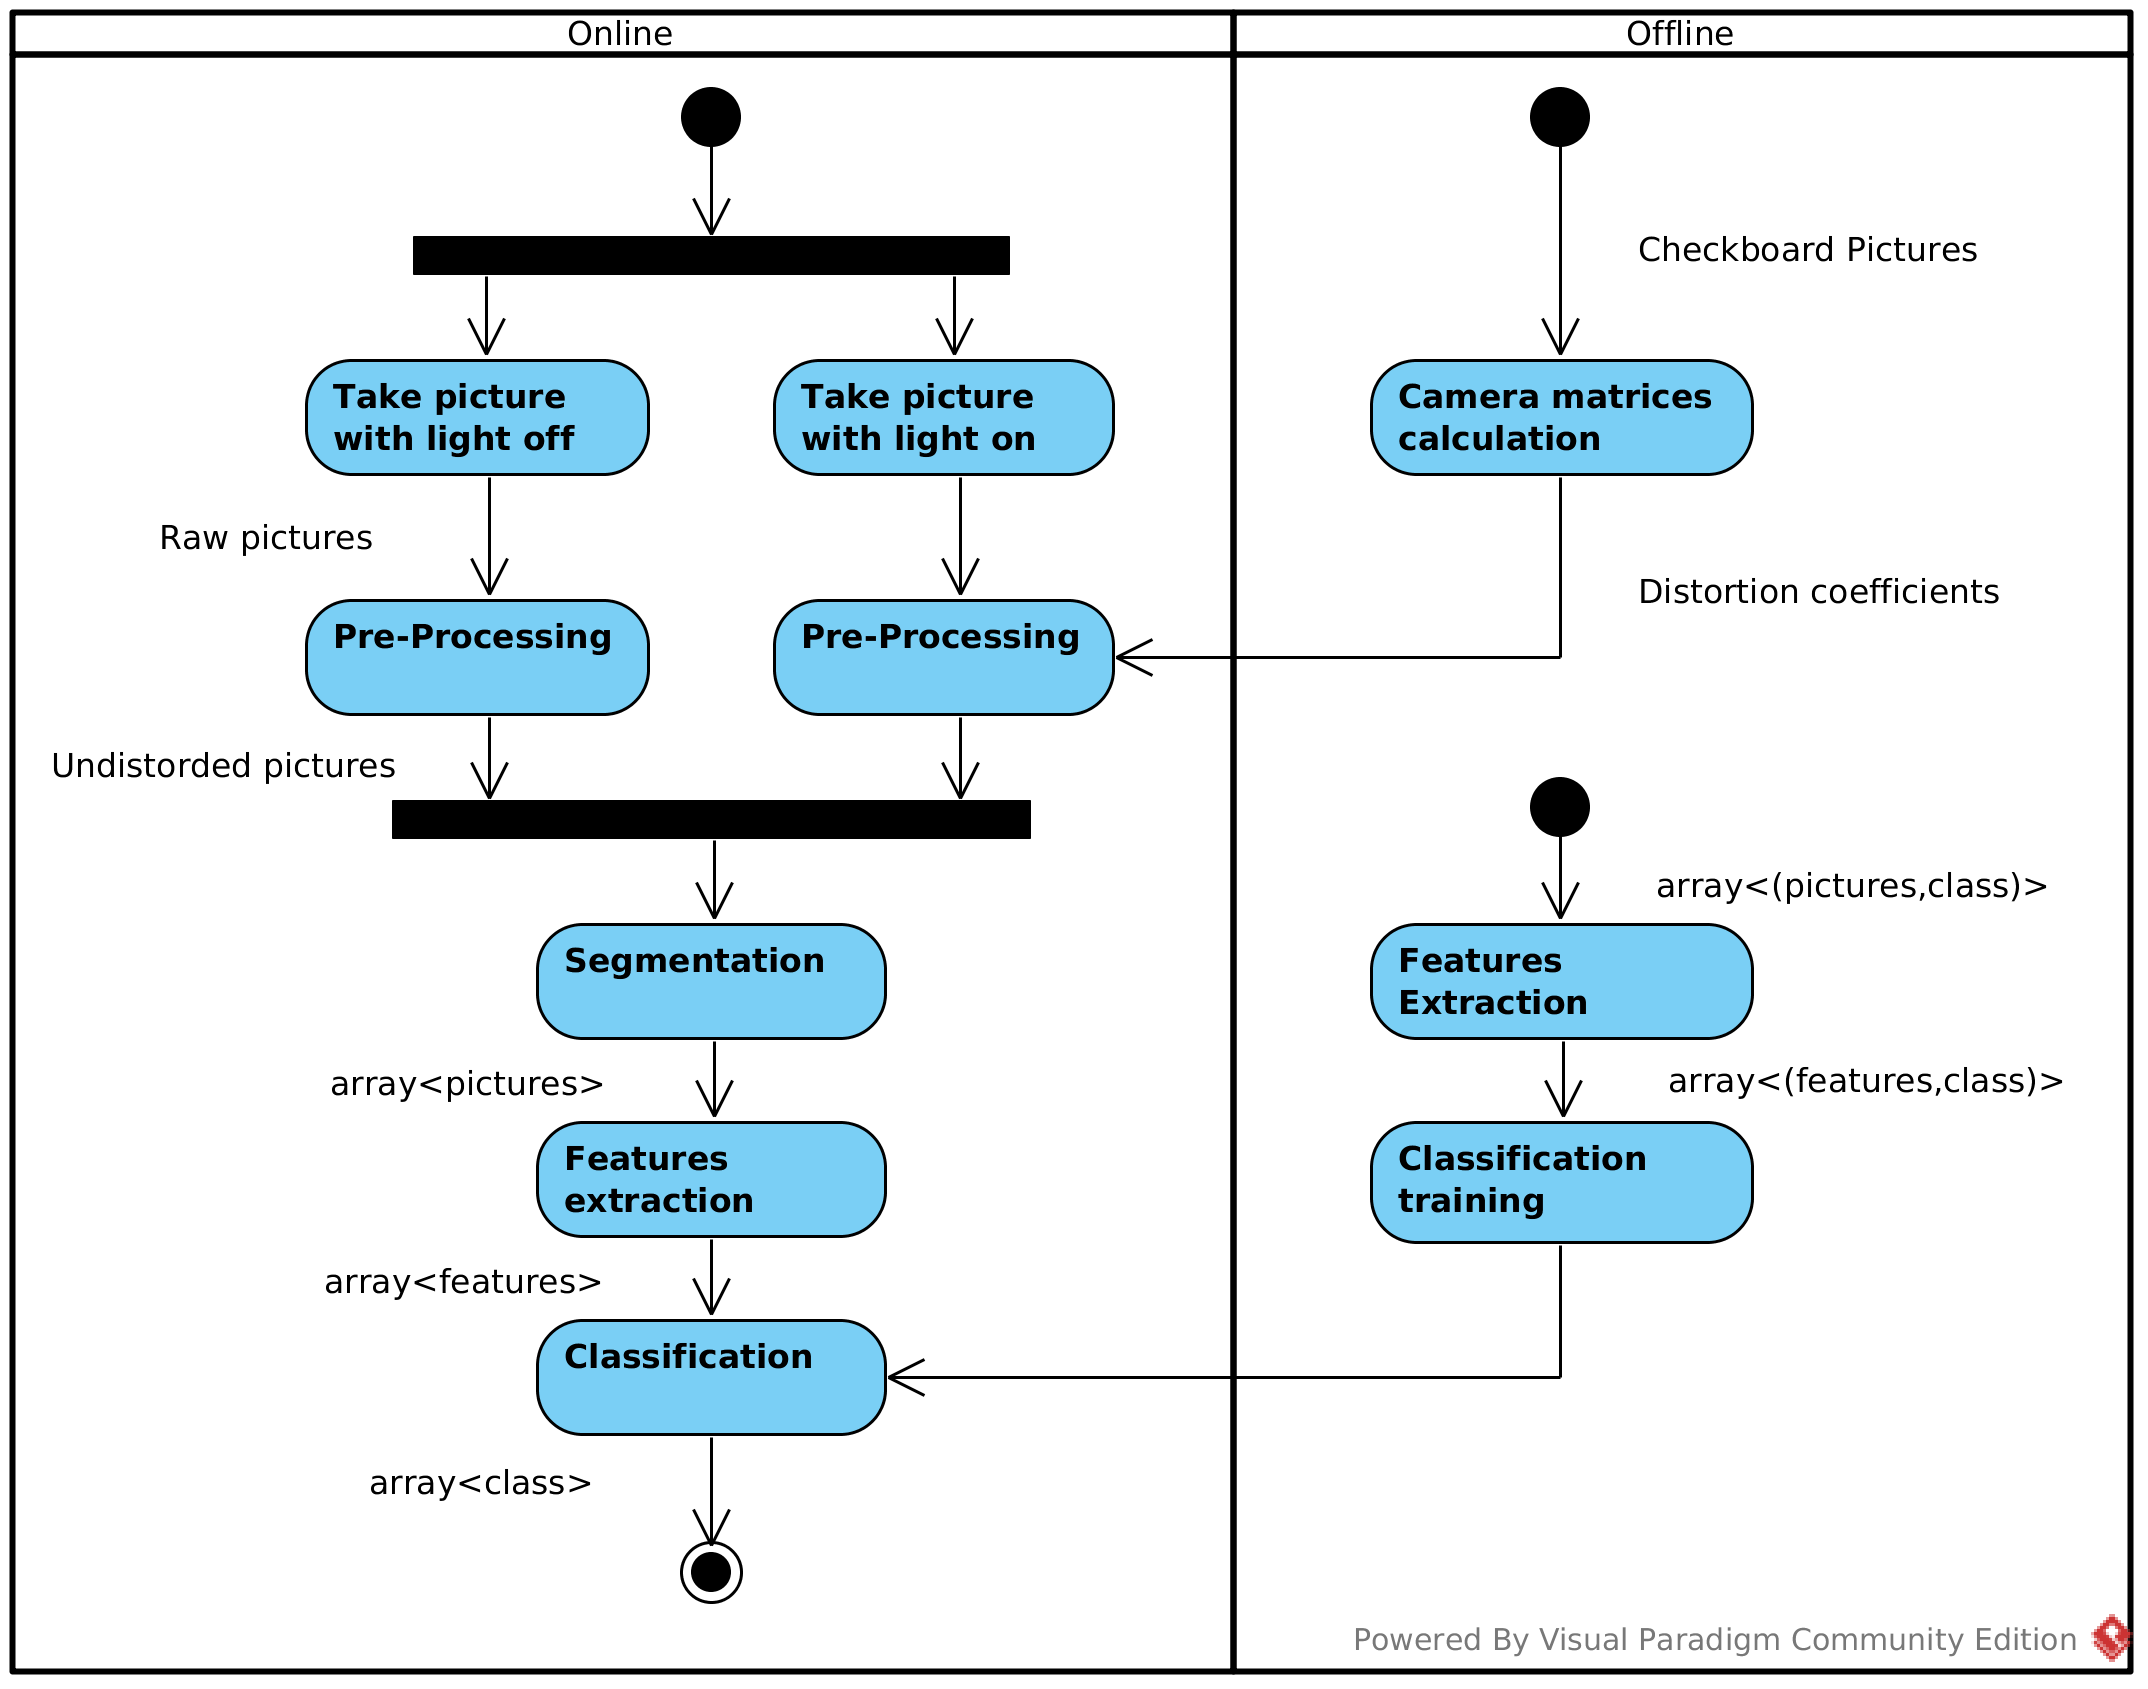 Online
Offline
Checkboard Pictures
Take picture
with light off
Take picture
with light on
Camera matrices
calculation
Raw pictures
Distortion coefficients
Pre-Processing
Pre-Processing
Undistorded pictures
array<(pictures,class)>
Segmentation
Features
Extraction
array<pictures>
array<(features,class)>
Features
extraction
Classification
training
array<features>
Classification
array<class>
Powered By Visual Paradigm Community Edition